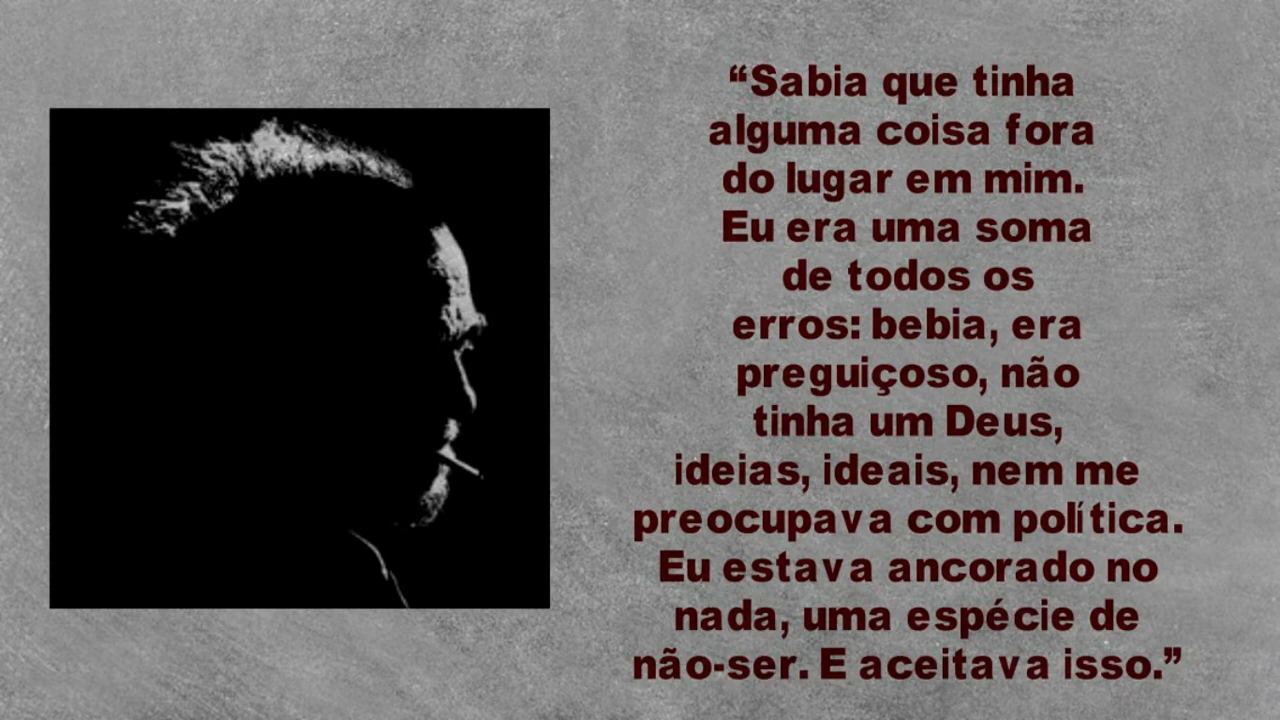 “Sabia que tinha
alguma coisa fora
do lugar em mim.
Eu era uma soma
de todos os
erros: bebia, era
preguiçoso, não
tinha um Deus,
ideias, ideais, nem me
preocupava com política.
Eu estava ancorado no
nada, uma espécie de
não-ser. E aceitava isso.”